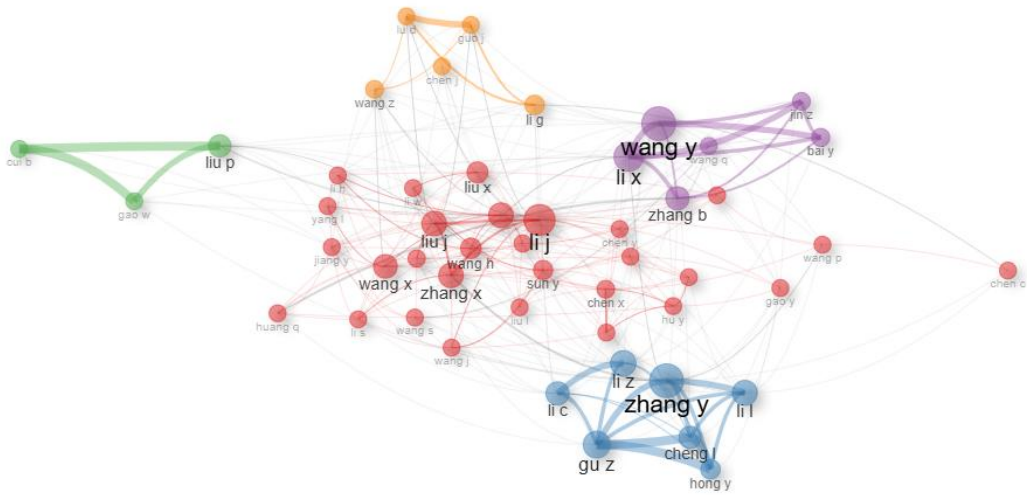 lu d
guo j
chen j
wang z
li g
jin z
wang y
wang q
bai y
cui b
liu p
li x
gao w
zhang b
liu x
li w
yang l
liu j
li j
chen y
wang p
jiang y
wang h
wang x
zhang x
sun y
chen c
gao y
chen x
huang q
li s
wang s
liu l
hu y
wang j
li z
zhang y
li c
li l
cheng l
gu z
hong y